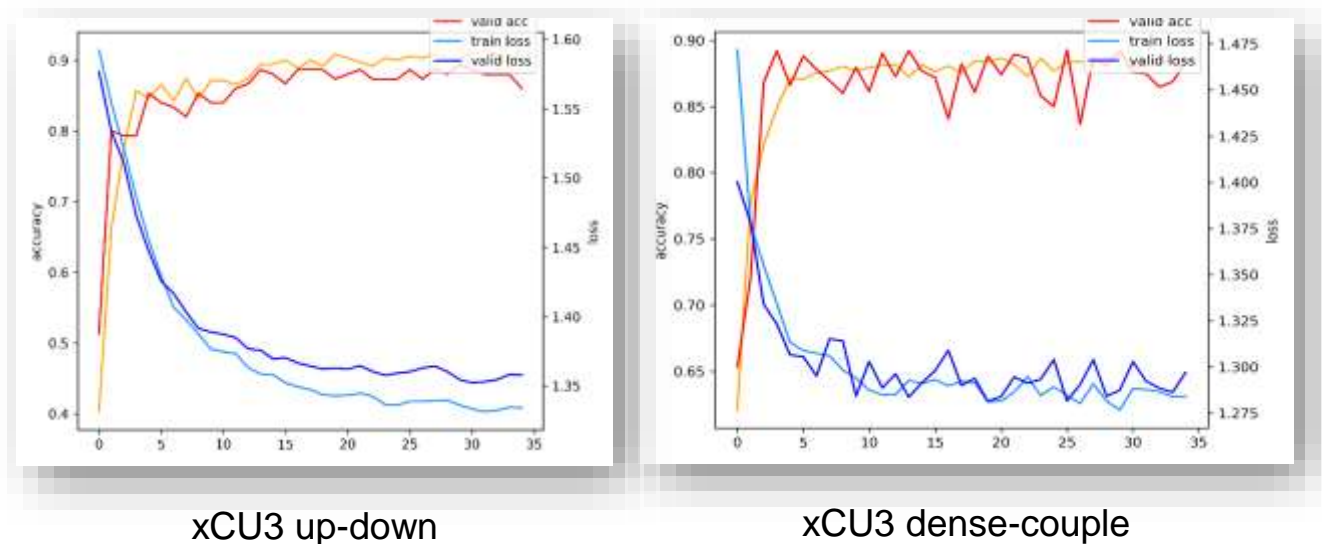 valid acc
train loss
valid loss
0.9
0.8
0.7
0.6
0.5
0.4
accuracy
1.60
1.55
1.50
1.45
1.40
1.35
loss
0 5 10 15 20 25 30 35
xCU3 up-down
valid acc
train loss
valid loss
0.90
0.85
0.80
0.75
0.70
0.65
accuracy
1.475
1.450
1.425
1.400
1.375
1.350
1.325
1.300
1.275
loss
0 5 10 15 20 25 30 35
xCU3 dense-couple